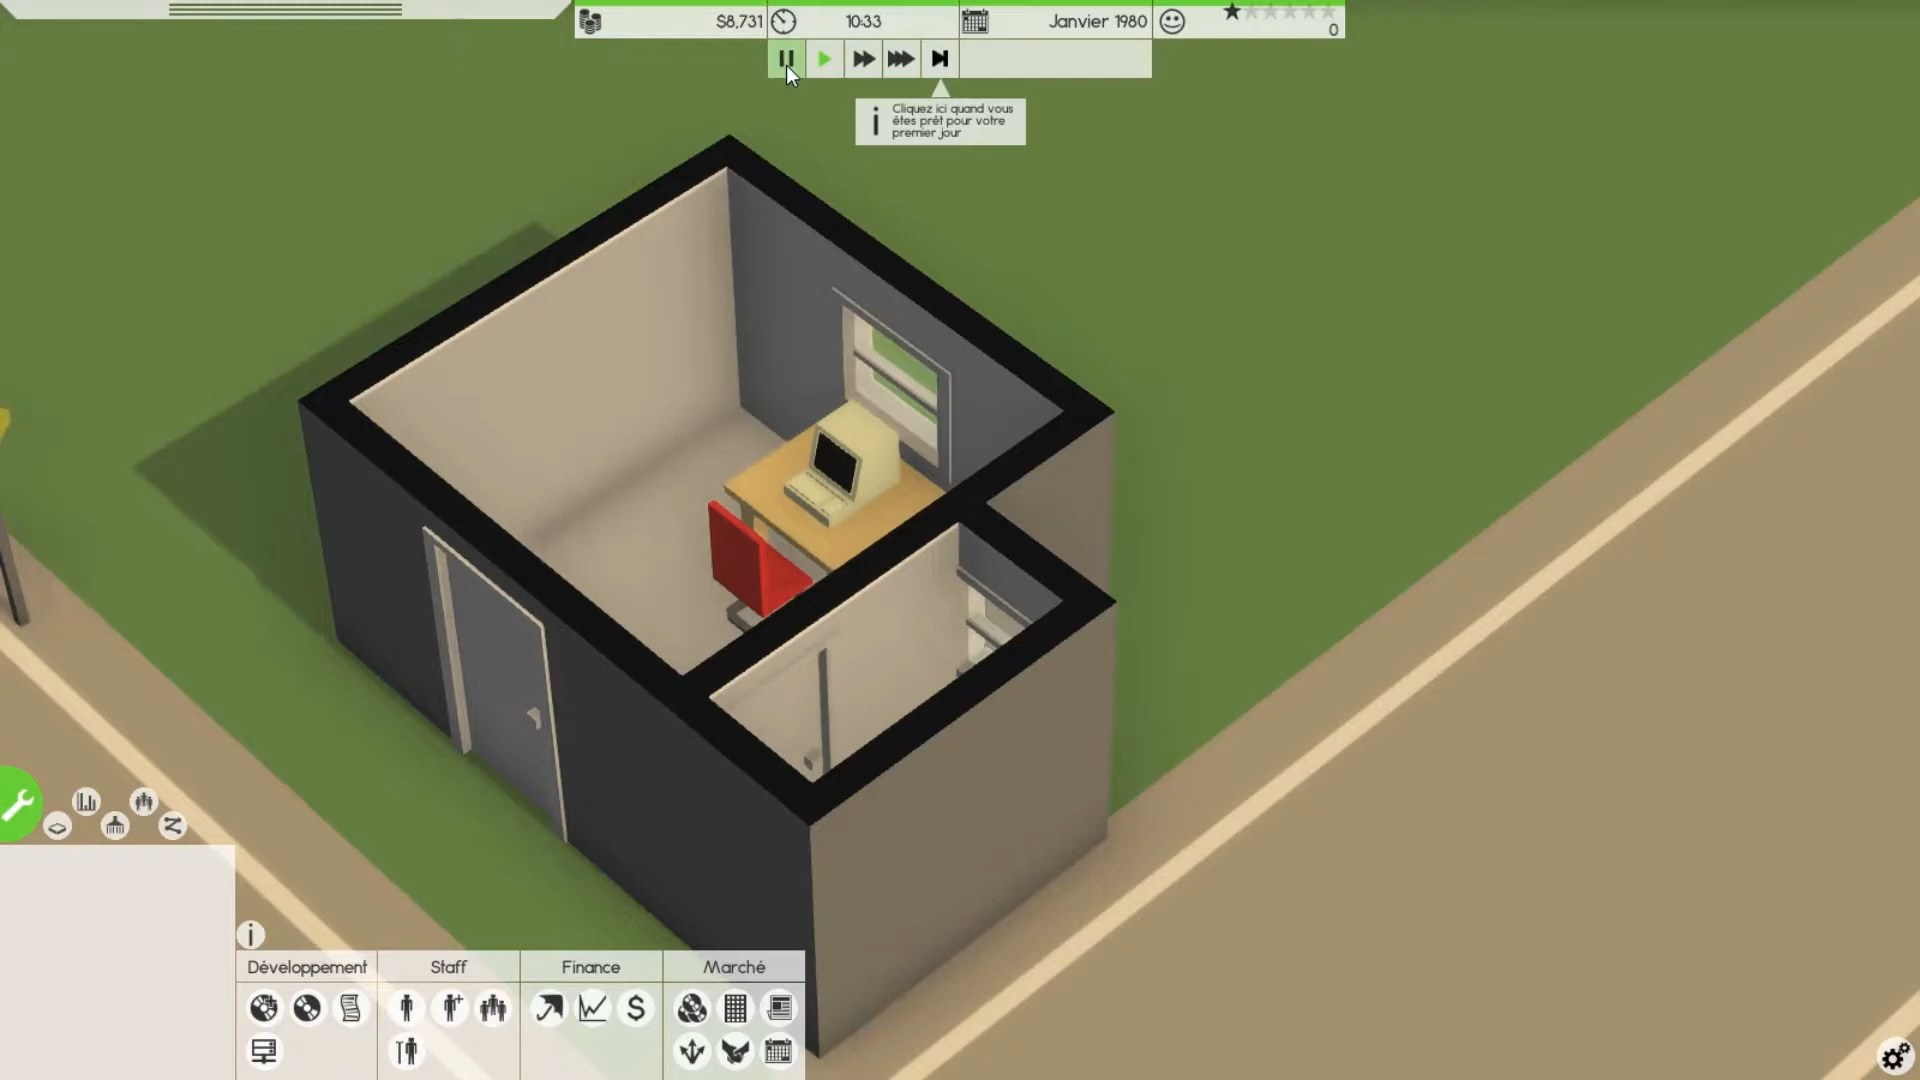 $8,731
10:33
Janvier 1980
0
Cliquez ici quand vous
êtes prêt pour votre
premier jour
Développement
Staff
Finance
Marché